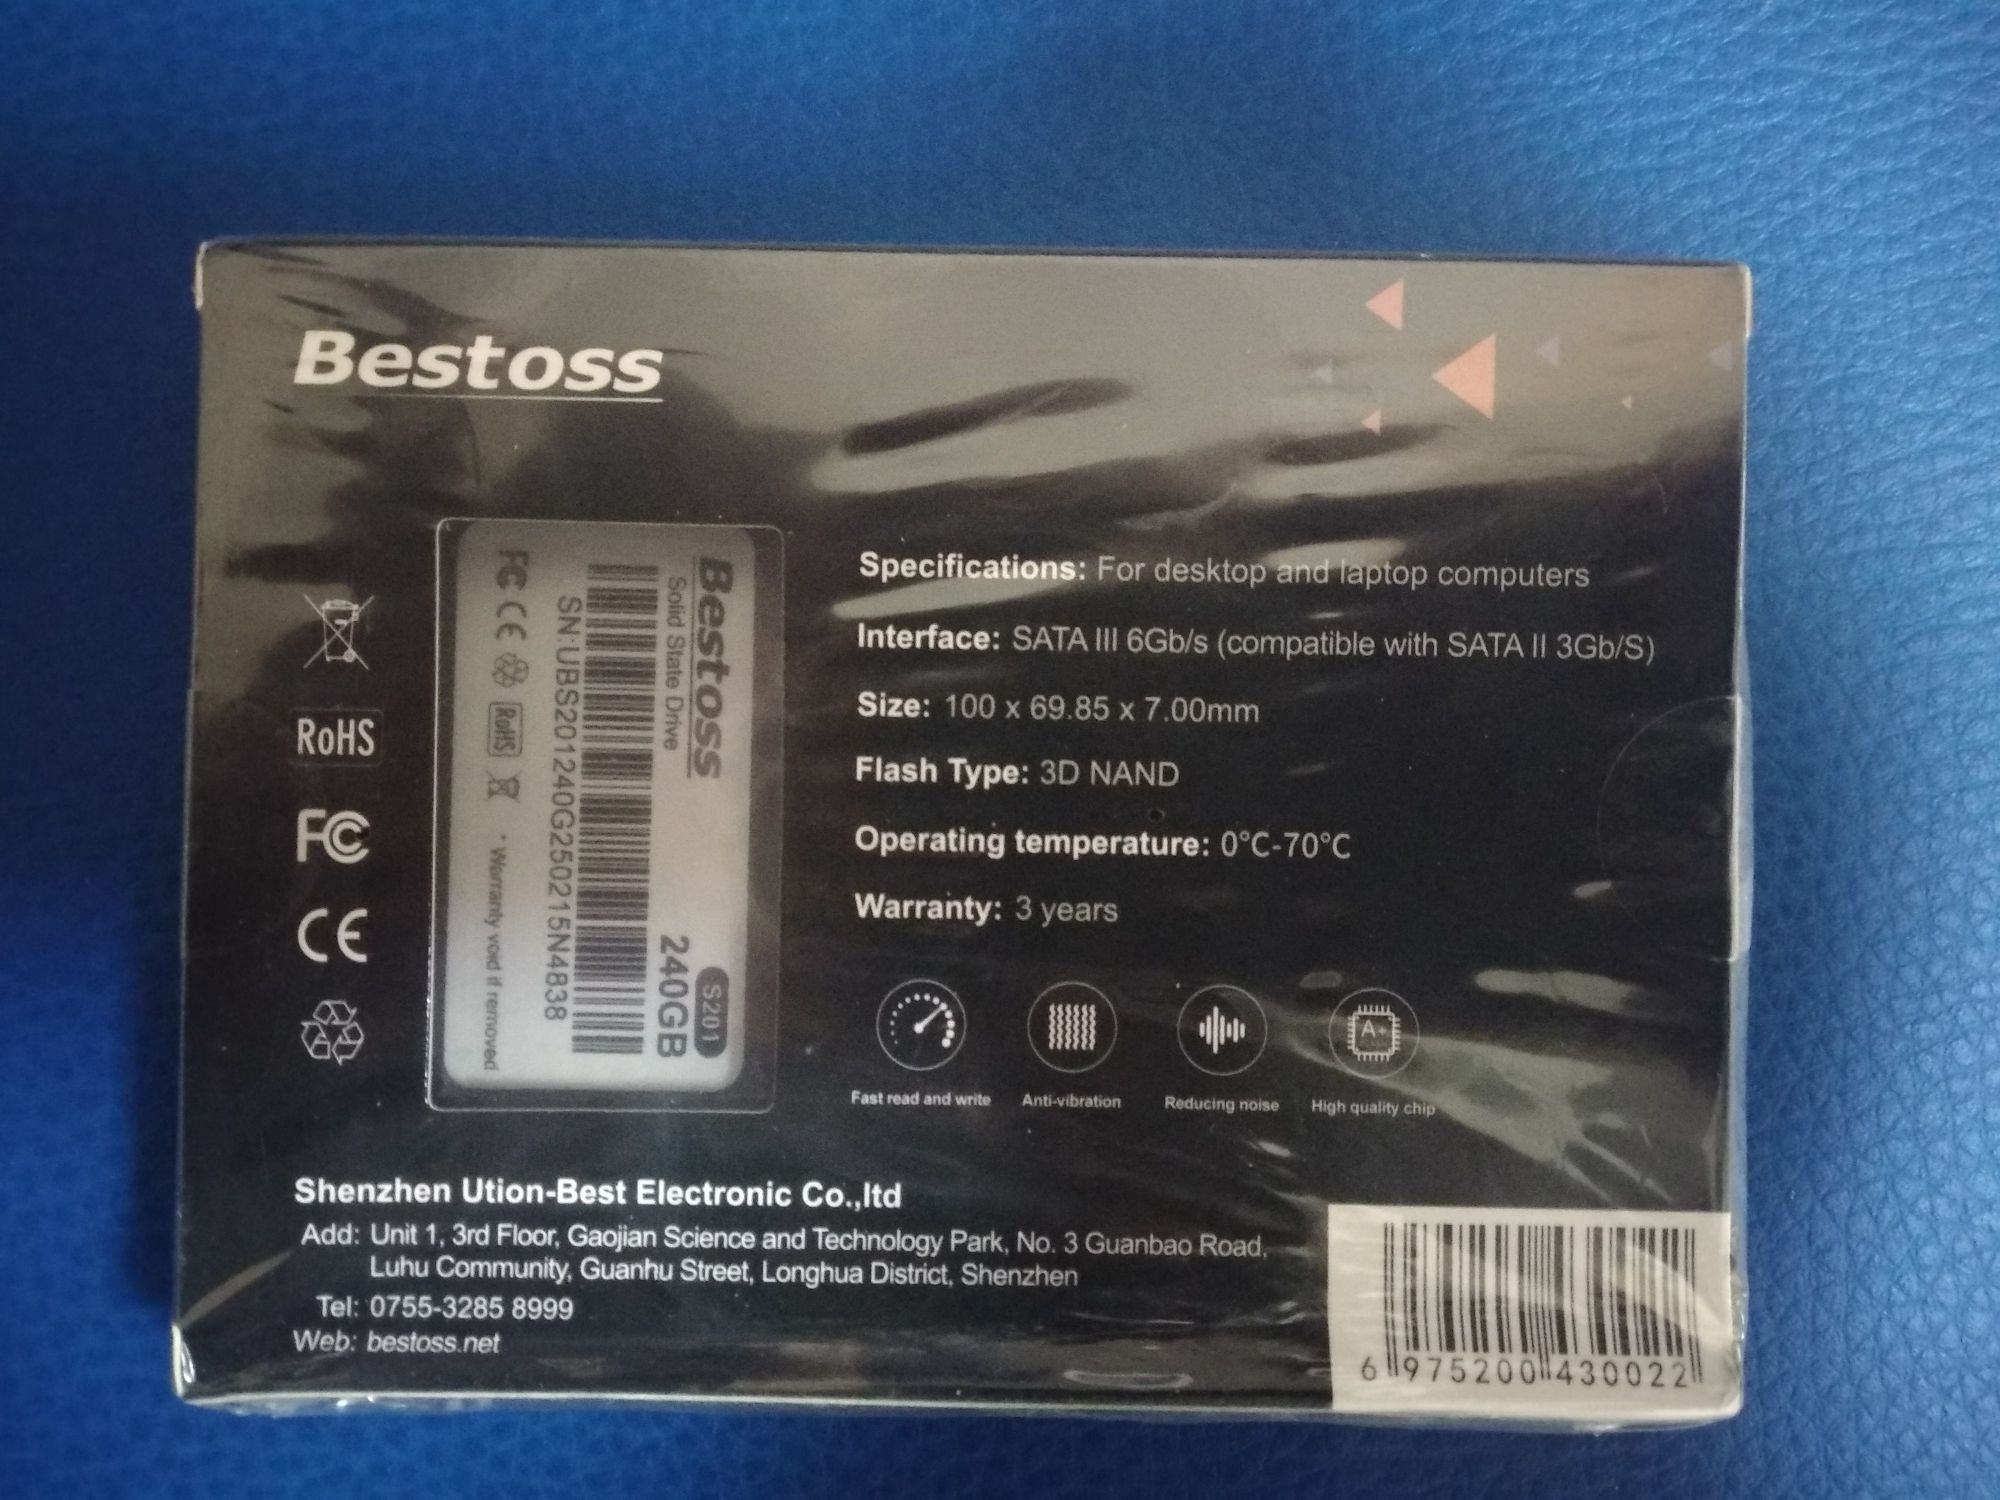 Bestoss
RoHS
FC
CE
Bestoss
Solid State Drive
S201
240GB
SN:UBS201240G250215N4838
FC CE RoHS
• Warranty void if removed
Specifications: For desktop and laptop computers
Interface: SATA III 6Gb/s (compatible with SATA II 3Gb/S)
Size: 100 x 69.85 x 7.00mm
Flash Type: 3D NAND
Operating temperature: 0°C-70°C
Warranty: 3 years
A+
Fast read and write
Anti-vibration
Reducing noise
High quality chip
Shenzhen Ution-Best Electronic Co.,ltd
Add: Unit 1, 3rd Floor, Gaojian Science and Technology Park, No. 3 Guanbao Road,
Luhu Community, Guanhu Street, Longhua District, Shenzhen
Tel: 0755-3285 8999
Web: bestoss.net
6 975200 430022